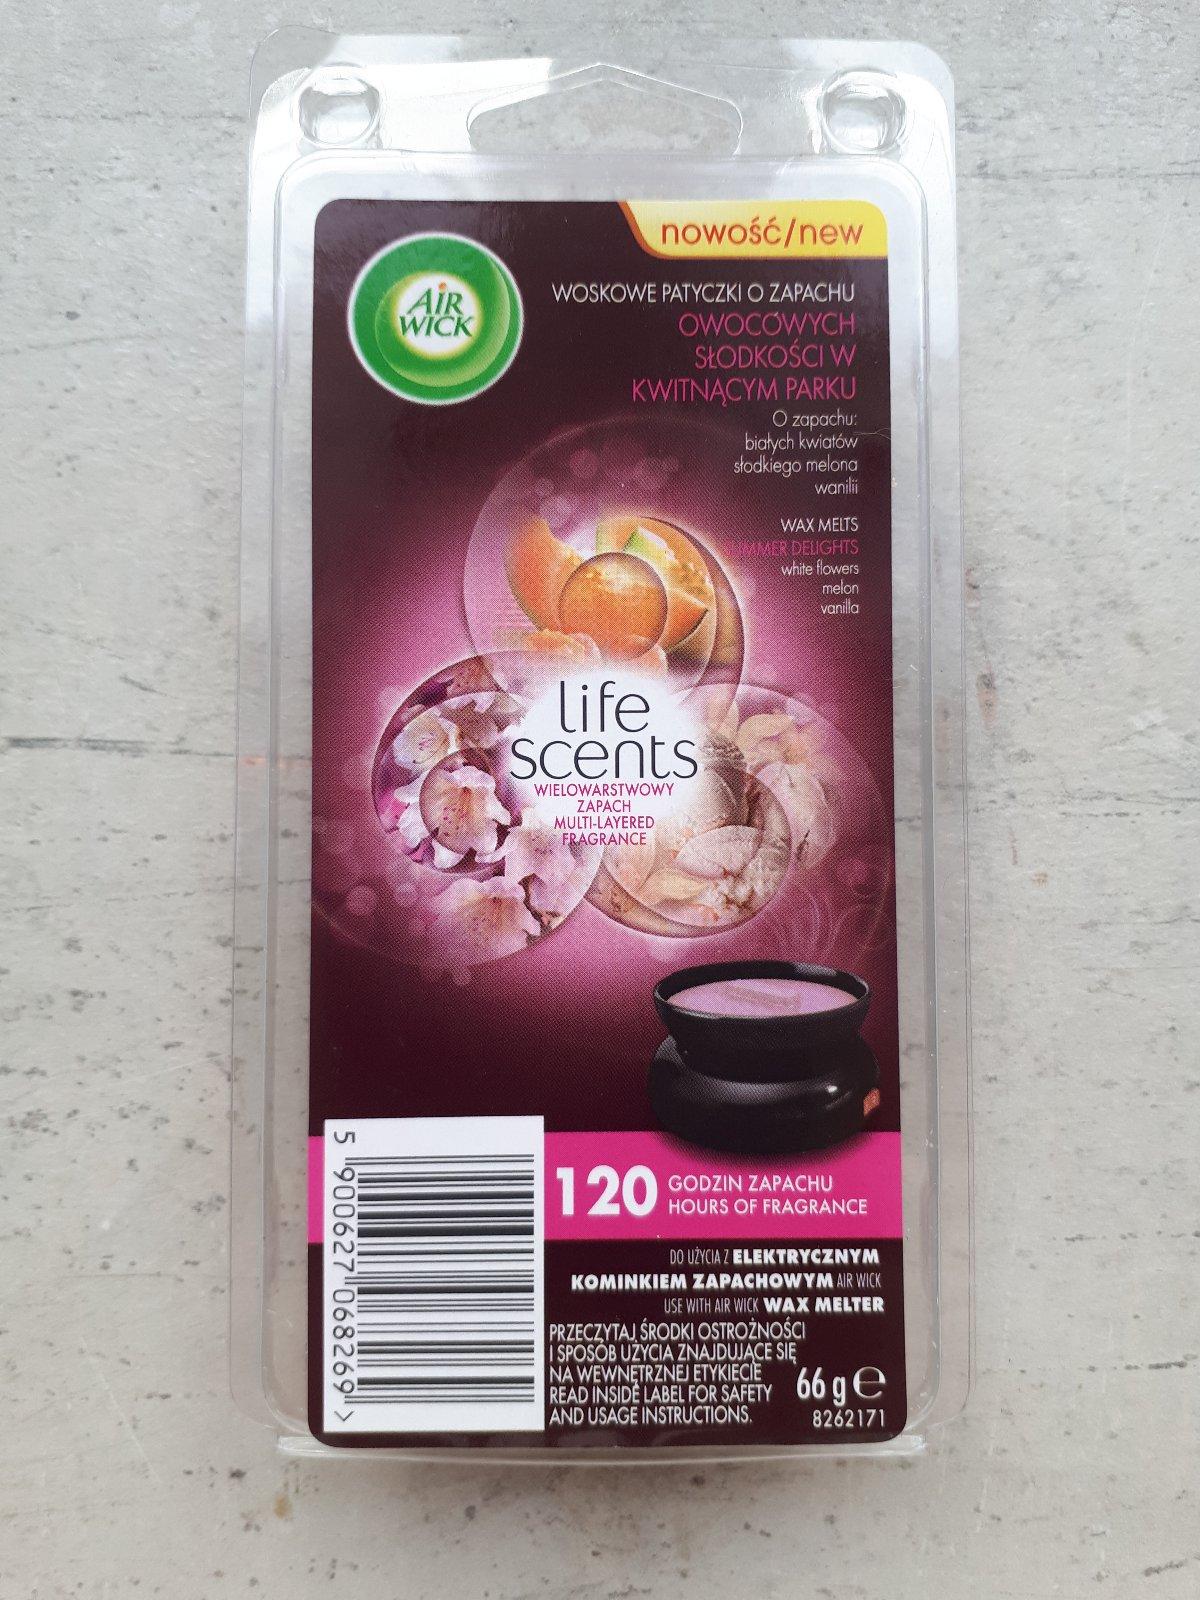 nowość/new
AIR
WICK
WOSKOWE PATYCZKI O ZAPACHU
OWOCOWYCH
SŁODKOŚCI W
KWITNĄCYM PARKU
O zapachu:
białych kwiatów
słodkiego melona
wanilii
WAX MELTS
SUMMER DELIGHTS
white flowers
melon
vanilla
life
scents
WIELOWARSTWOWY
ZAPACH
MULTI-LAYERED
FRAGRANCE
120 GODZIN ZAPACHU
HOURS OF FRAGRANCE
DO UŻYCIA Z ELEKTRYCZNYM
KOMINKIEM ZAPACHOWYM AIR WICK
USE WITH AIR WICK WAX MELTER
PRZECZYTAJ ŚRODKI OSTROŻNOŚCI
I SPOSÓB UŻYCIA ZNAJDUJĄCE SIĘ
NA WEWNĘTRZNEJ ETYKIECIE
READ INSIDE LABEL FOR SAFETY
AND USAGE INSTRUCTIONS.
66 g ℮
8262171
5 900627 068269 >